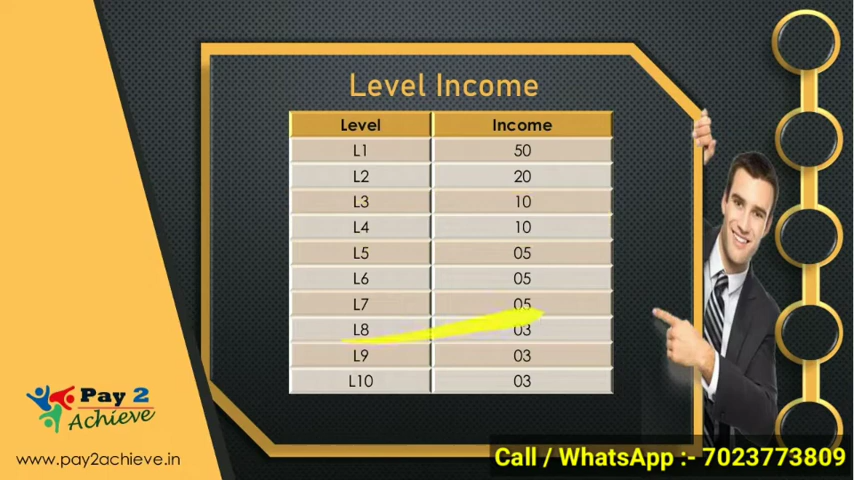 Level Income
Level Income
L1 50
L2 20
L3 10
L4 10
L5 05
L6 05
L7 05
L8 03
L9 03
L10 03
Pay 2
Achieve
www.pay2achieve.in
Call / WhatsApp :- 7023773809